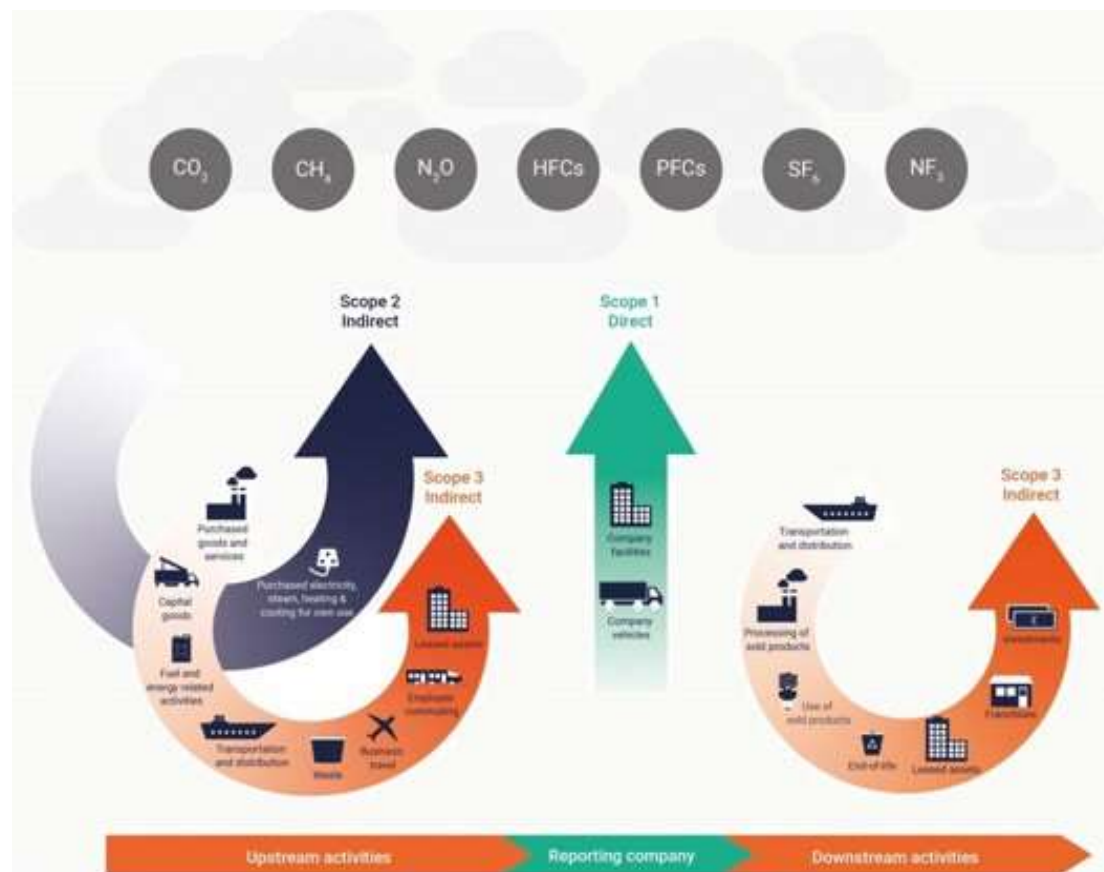 CO₂
CH₄
N₂O
HFCs
PFCs
SF₆
NF₃
Scope 2
Indirect
Scope 1
Direct
Scope 3
Indirect
Scope 3
Indirect
Purchased
goods and
services
Capital
goods
Fuel and
energy related
activities
Transportation
and distribution
Waste
Business
travel
Employee
commuting
Leased assets
Purchased electricity,
steam, heating &
cooling for own use
Company
facilities
Company
vehicles
Transportation
and distribution
Processing of
sold products
Use of
sold products
End-of-life
Leased assets
Franchises
Investments
Upstream activities
Reporting company
Downstream activities